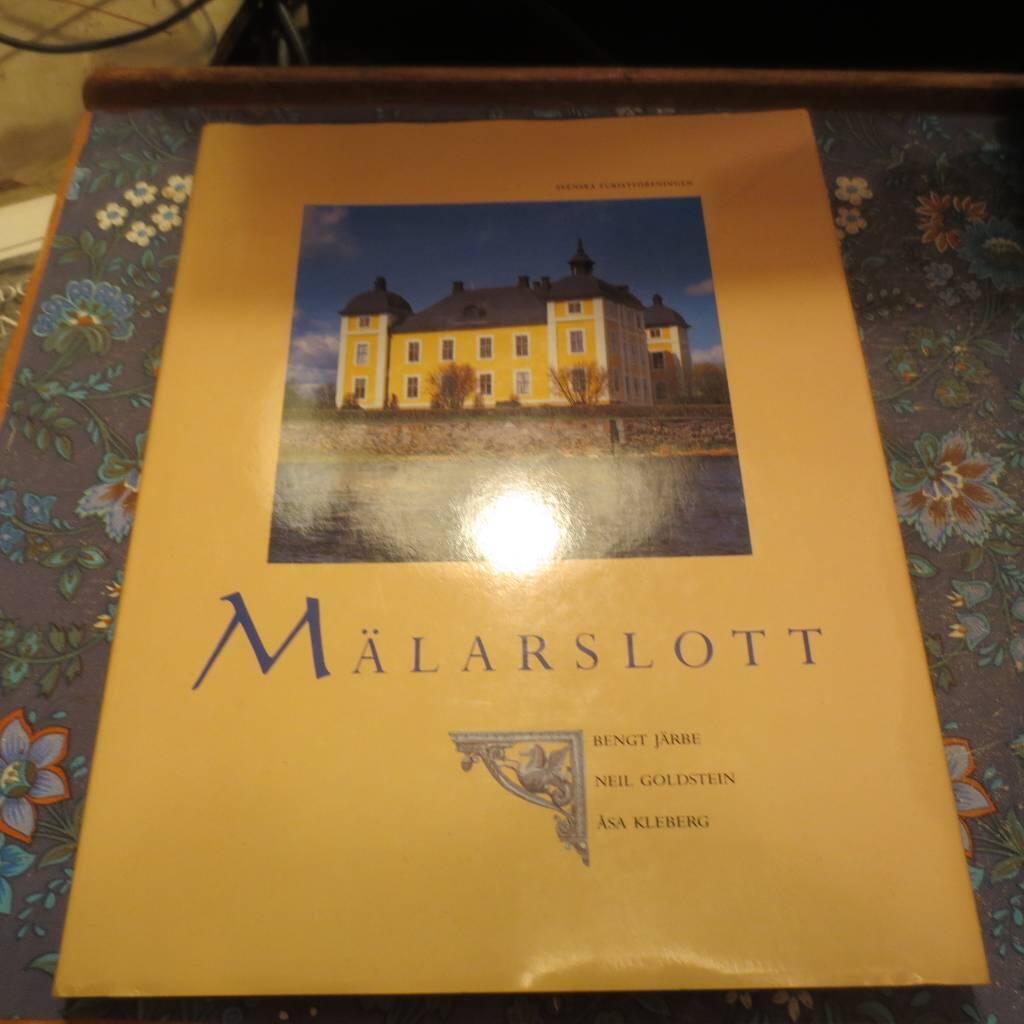 SVENSKA TURISTFÖRENINGEN
MÄLARSLOTT
BENGT JÄRBE
NEIL GOLDSTEIN
ÅSA KLEBERG